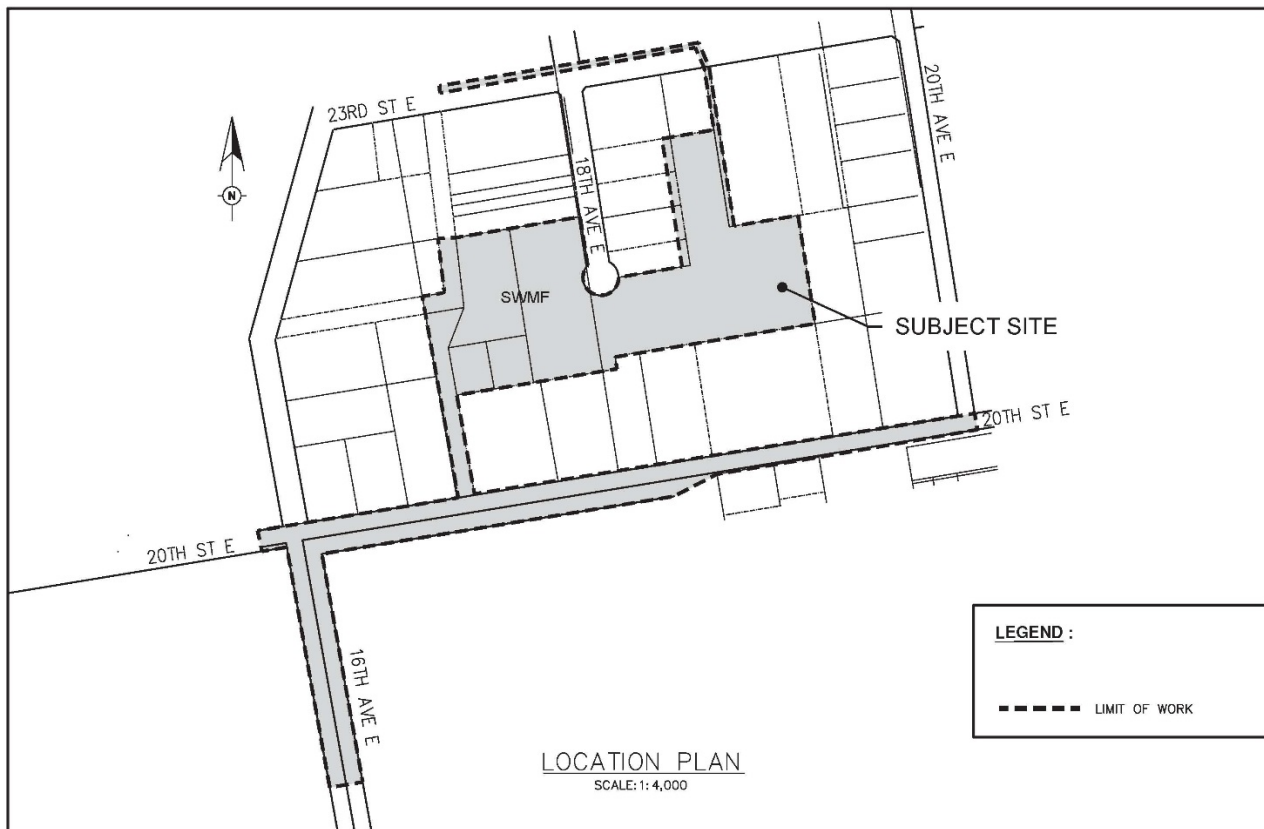 23RD ST E
20TH AVE E
18TH AVE E
N
SWMF
SUBJECT SITE
20TH ST E
20TH ST E
16TH AVE E
LEGEND :
LIMIT OF WORK
LOCATION PLAN
SCALE: 1: 4,000